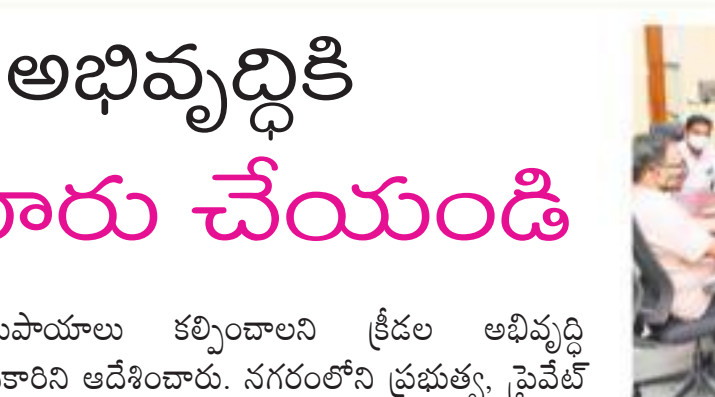 అభివృద్ధికి
చేయండి
కల్పించాలని క్రీడల అభివృద్ధి
ఆదేశించారు. నగరంలోని ప్రభుత్వ, ప్రైవేట్